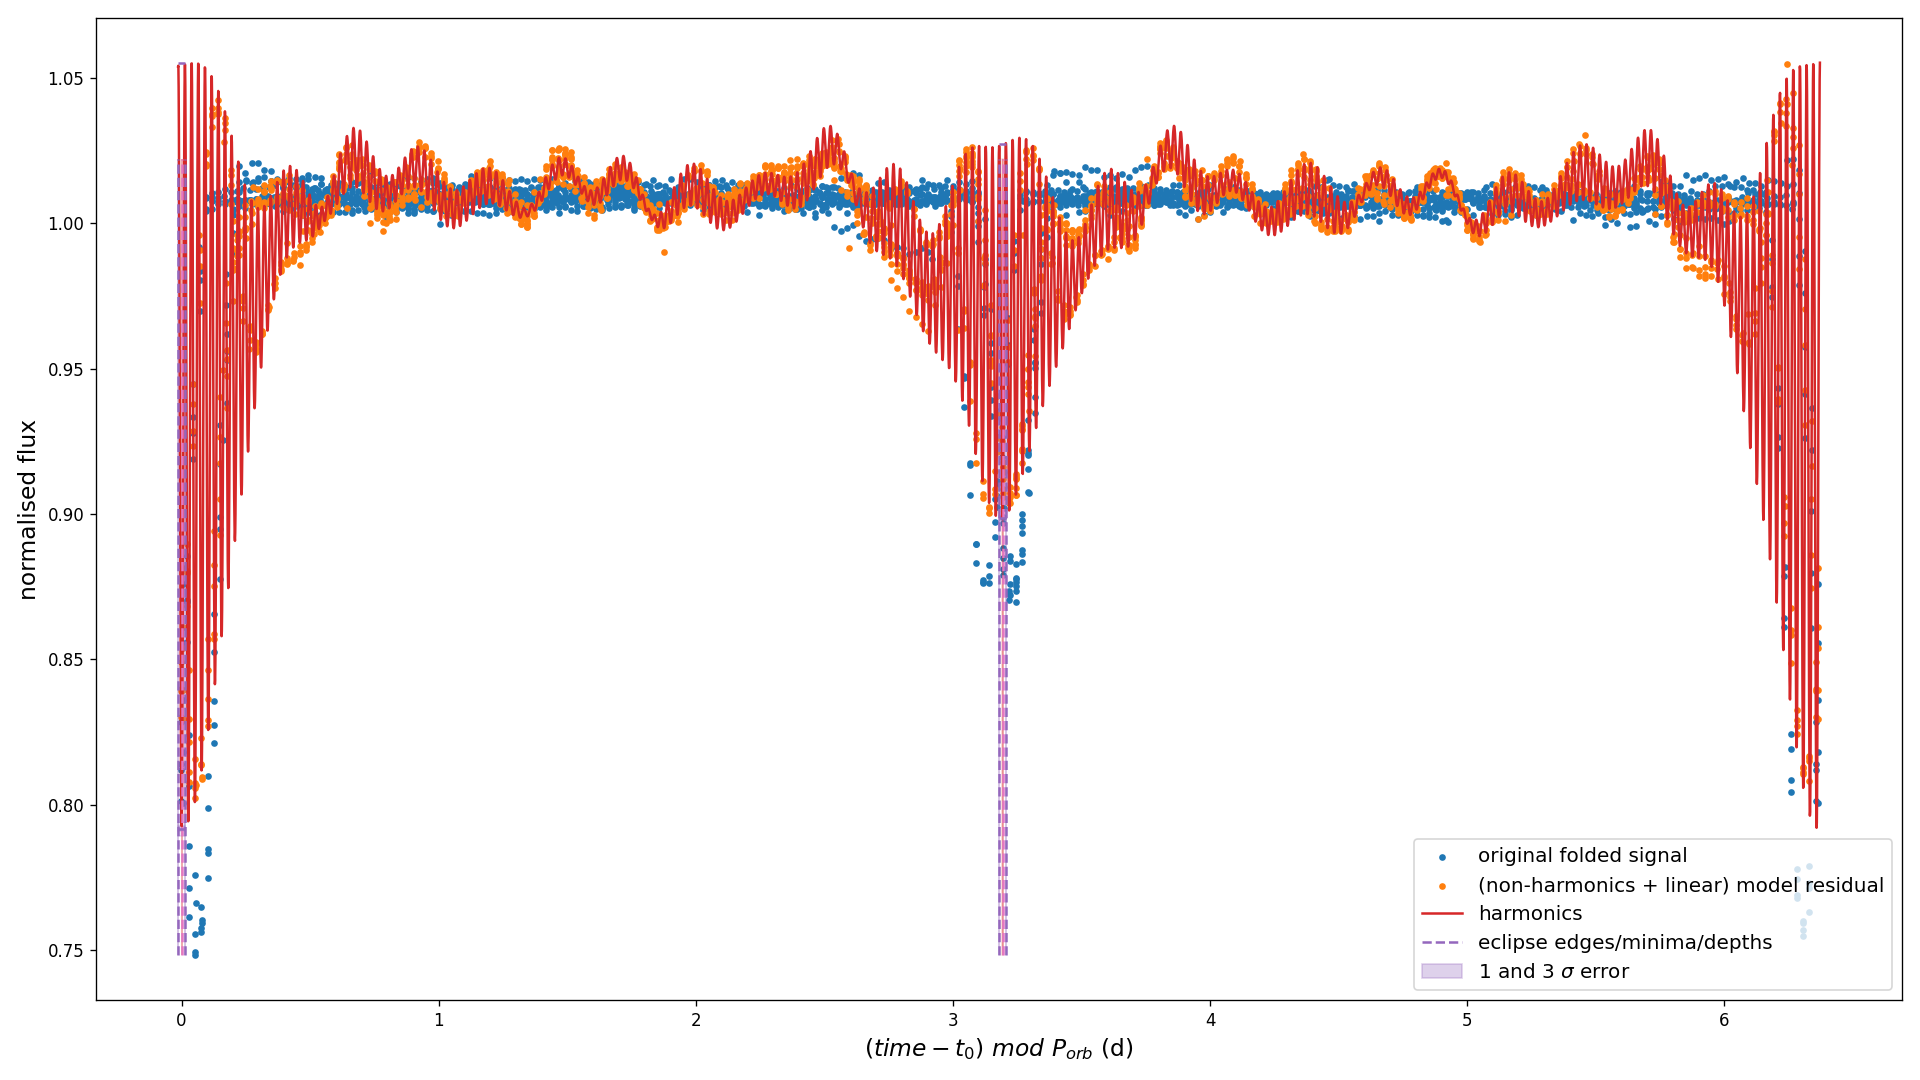 1.05
1.00
0.95
0.90
0.85
0.80
0.75
normalised flux
0 1 2 3 4 5 6
(time − t₀) mod P_orb (d)
original folded signal
(non-harmonics + linear) model residual
harmonics
eclipse edges/minima/depths
1 and 3 σ error